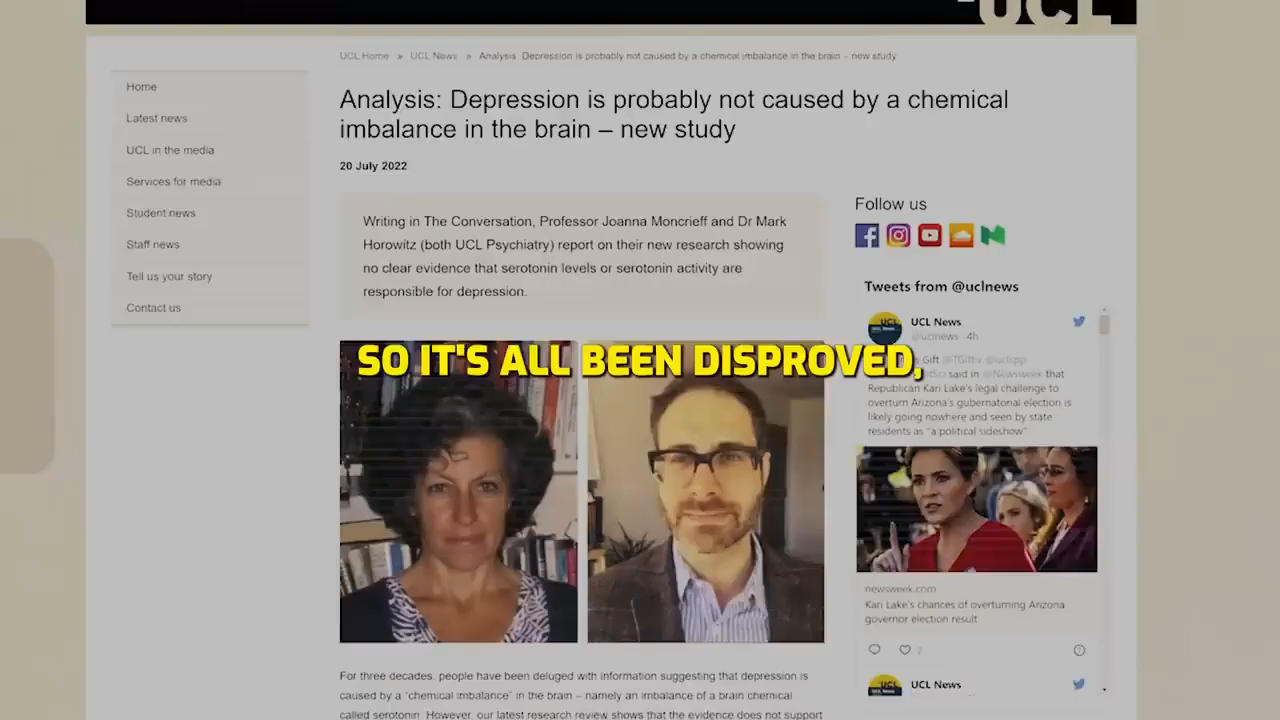 UCL
UCL Home » UCL News » Analysis: Depression is probably not caused by a chemical imbalance in the brain – new study
Home
Latest news
UCL in the media
Services for media
Student news
Staff news
Tell us your story
Contact us
Analysis: Depression is probably not caused by a chemical
imbalance in the brain – new study
20 July 2022
Writing in The Conversation, Professor Joanna Moncrieff and Dr Mark
Horowitz (both UCL Psychiatry) report on their new research showing
no clear evidence that serotonin levels or serotonin activity are
responsible for depression.
SO IT'S ALL BEEN DISPROVED,
For three decades, people have been deluged with information suggesting that depression is
caused by a "chemical imbalance" in the brain – namely an imbalance of a brain chemical
called serotonin. However, our latest research review shows that the evidence does not support
Follow us
Tweets from @uclnews
UCL
UCL News
@uclnews · 4h
Gift
said in @Newsweek that
Republican Kari Lake's legal challenge to
overturn Arizona's gubernatorial election is
likely going nowhere and seen by state
residents as "a political sideshow"
newsweek.com
Kari Lake's chances of overturning Arizona
governor election result
2
UCL
UCL News